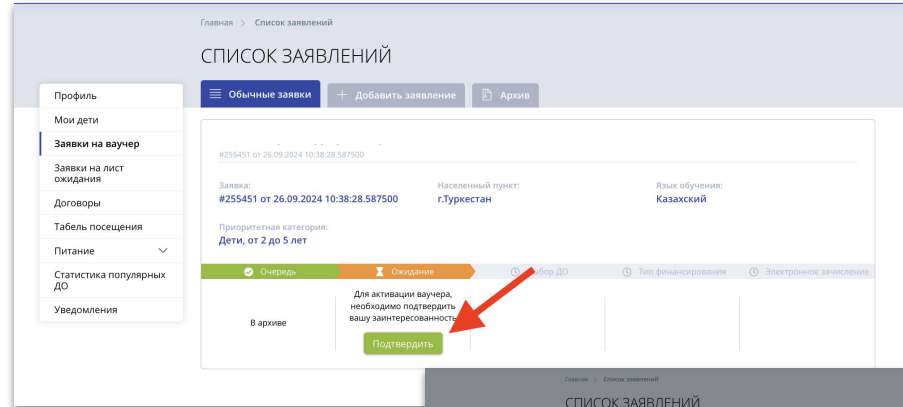 Главная > Список заявлений
СПИСОК ЗАЯВЛЕНИЙ
Обычные заявки
Добавить заявление
Архив
Профиль
Мои дети
Заявки на ваучер
Заявки на лист
ожидания
Договоры
Табель посещения
Питание
Статистика популярных
ДО
Уведомления
#255451 от 26.09.2024 10:38:28.587500
Заявка: Населенный пункт: Язык обучения:
#255451 от 26.09.2024 10:38:28.587500 г.Туркестан Казахский
Приоритетная категория:
Дети, от 2 до 5 лет
Очередь Ожидание ДО Тип финансирования Электронное зачисление
В архиве
Для активации ваучера,
необходимо подтвердить
вашу заинтересованность
Подтвердить
Главная > Список заявлений
СПИСОК ЗАЯВЛЕНИЙ